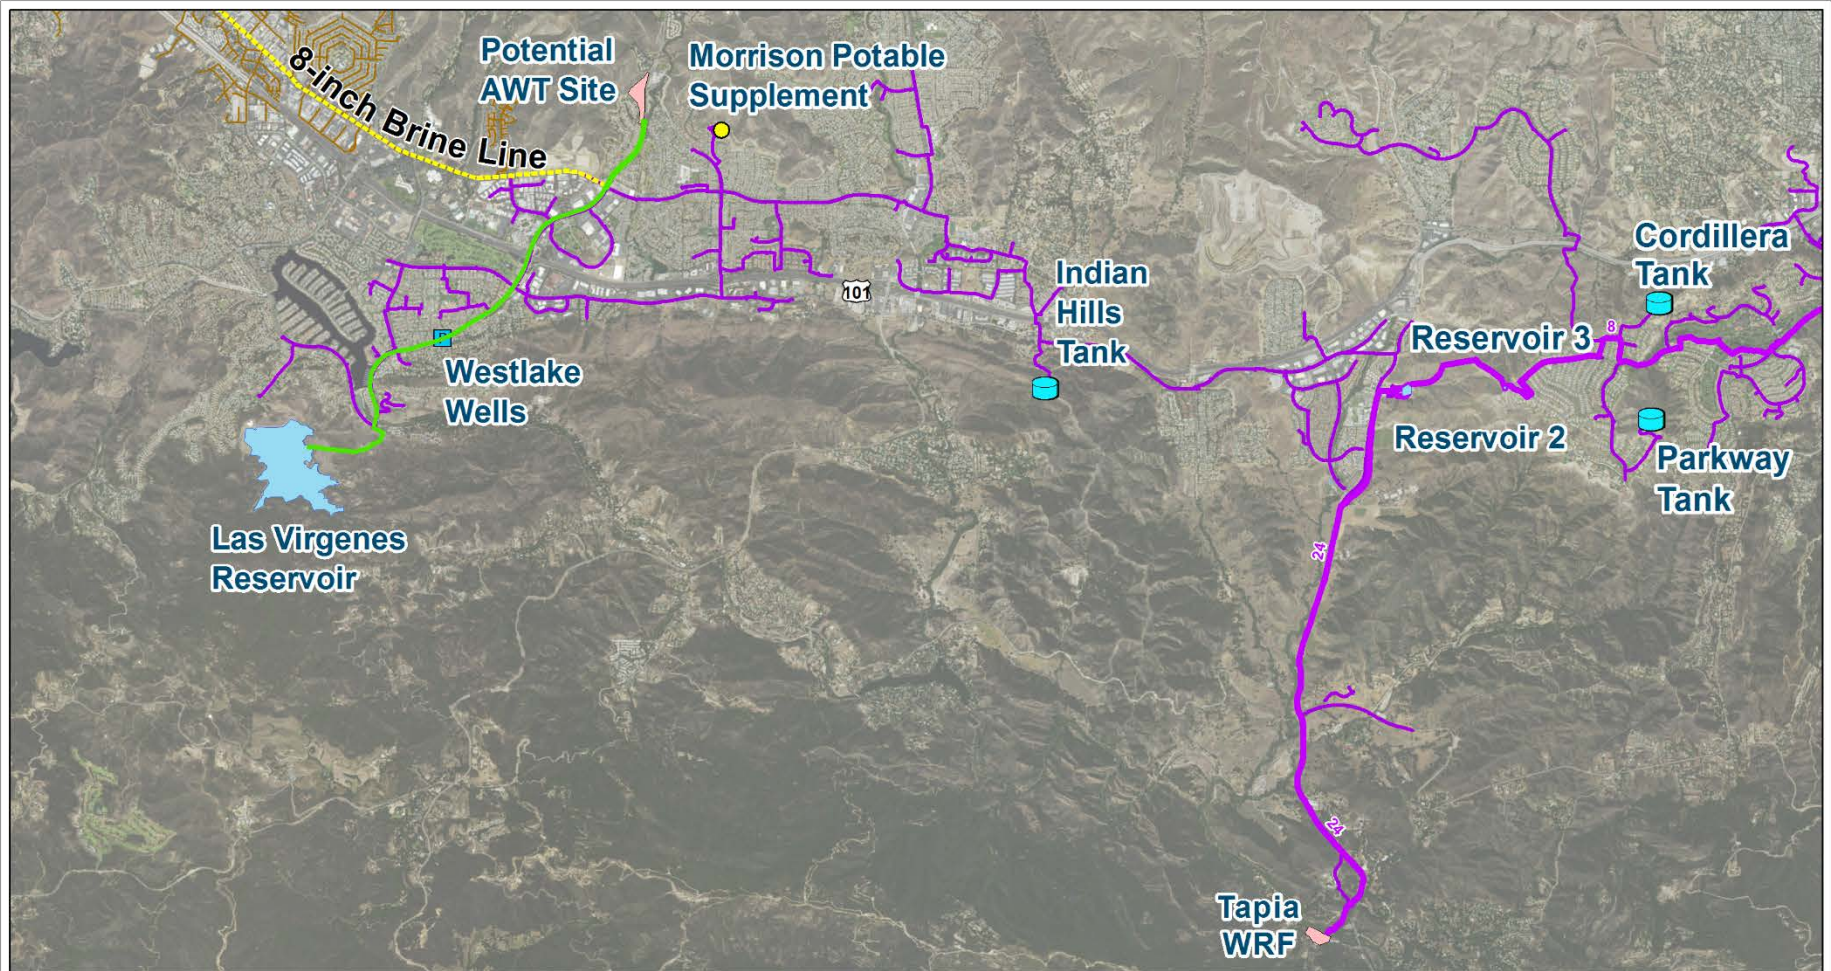 Potential
AWT Site
Morrison Potable
Supplement
8-inch Brine Line
Cordillera
Tank
Indian
Hills
Tank
101
8
Reservoir 3
Westlake
Wells
Reservoir 2
Parkway
Tank
Las Virgenes
Reservoir
24
24
Tapia
WRF